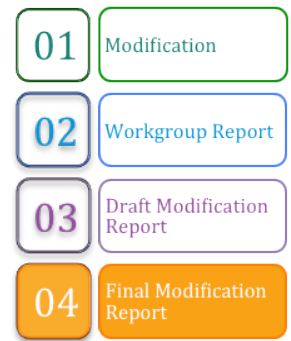 01
Modification
02
Workgroup Report
03
Draft Modification
Report
04
Final Modification
Report